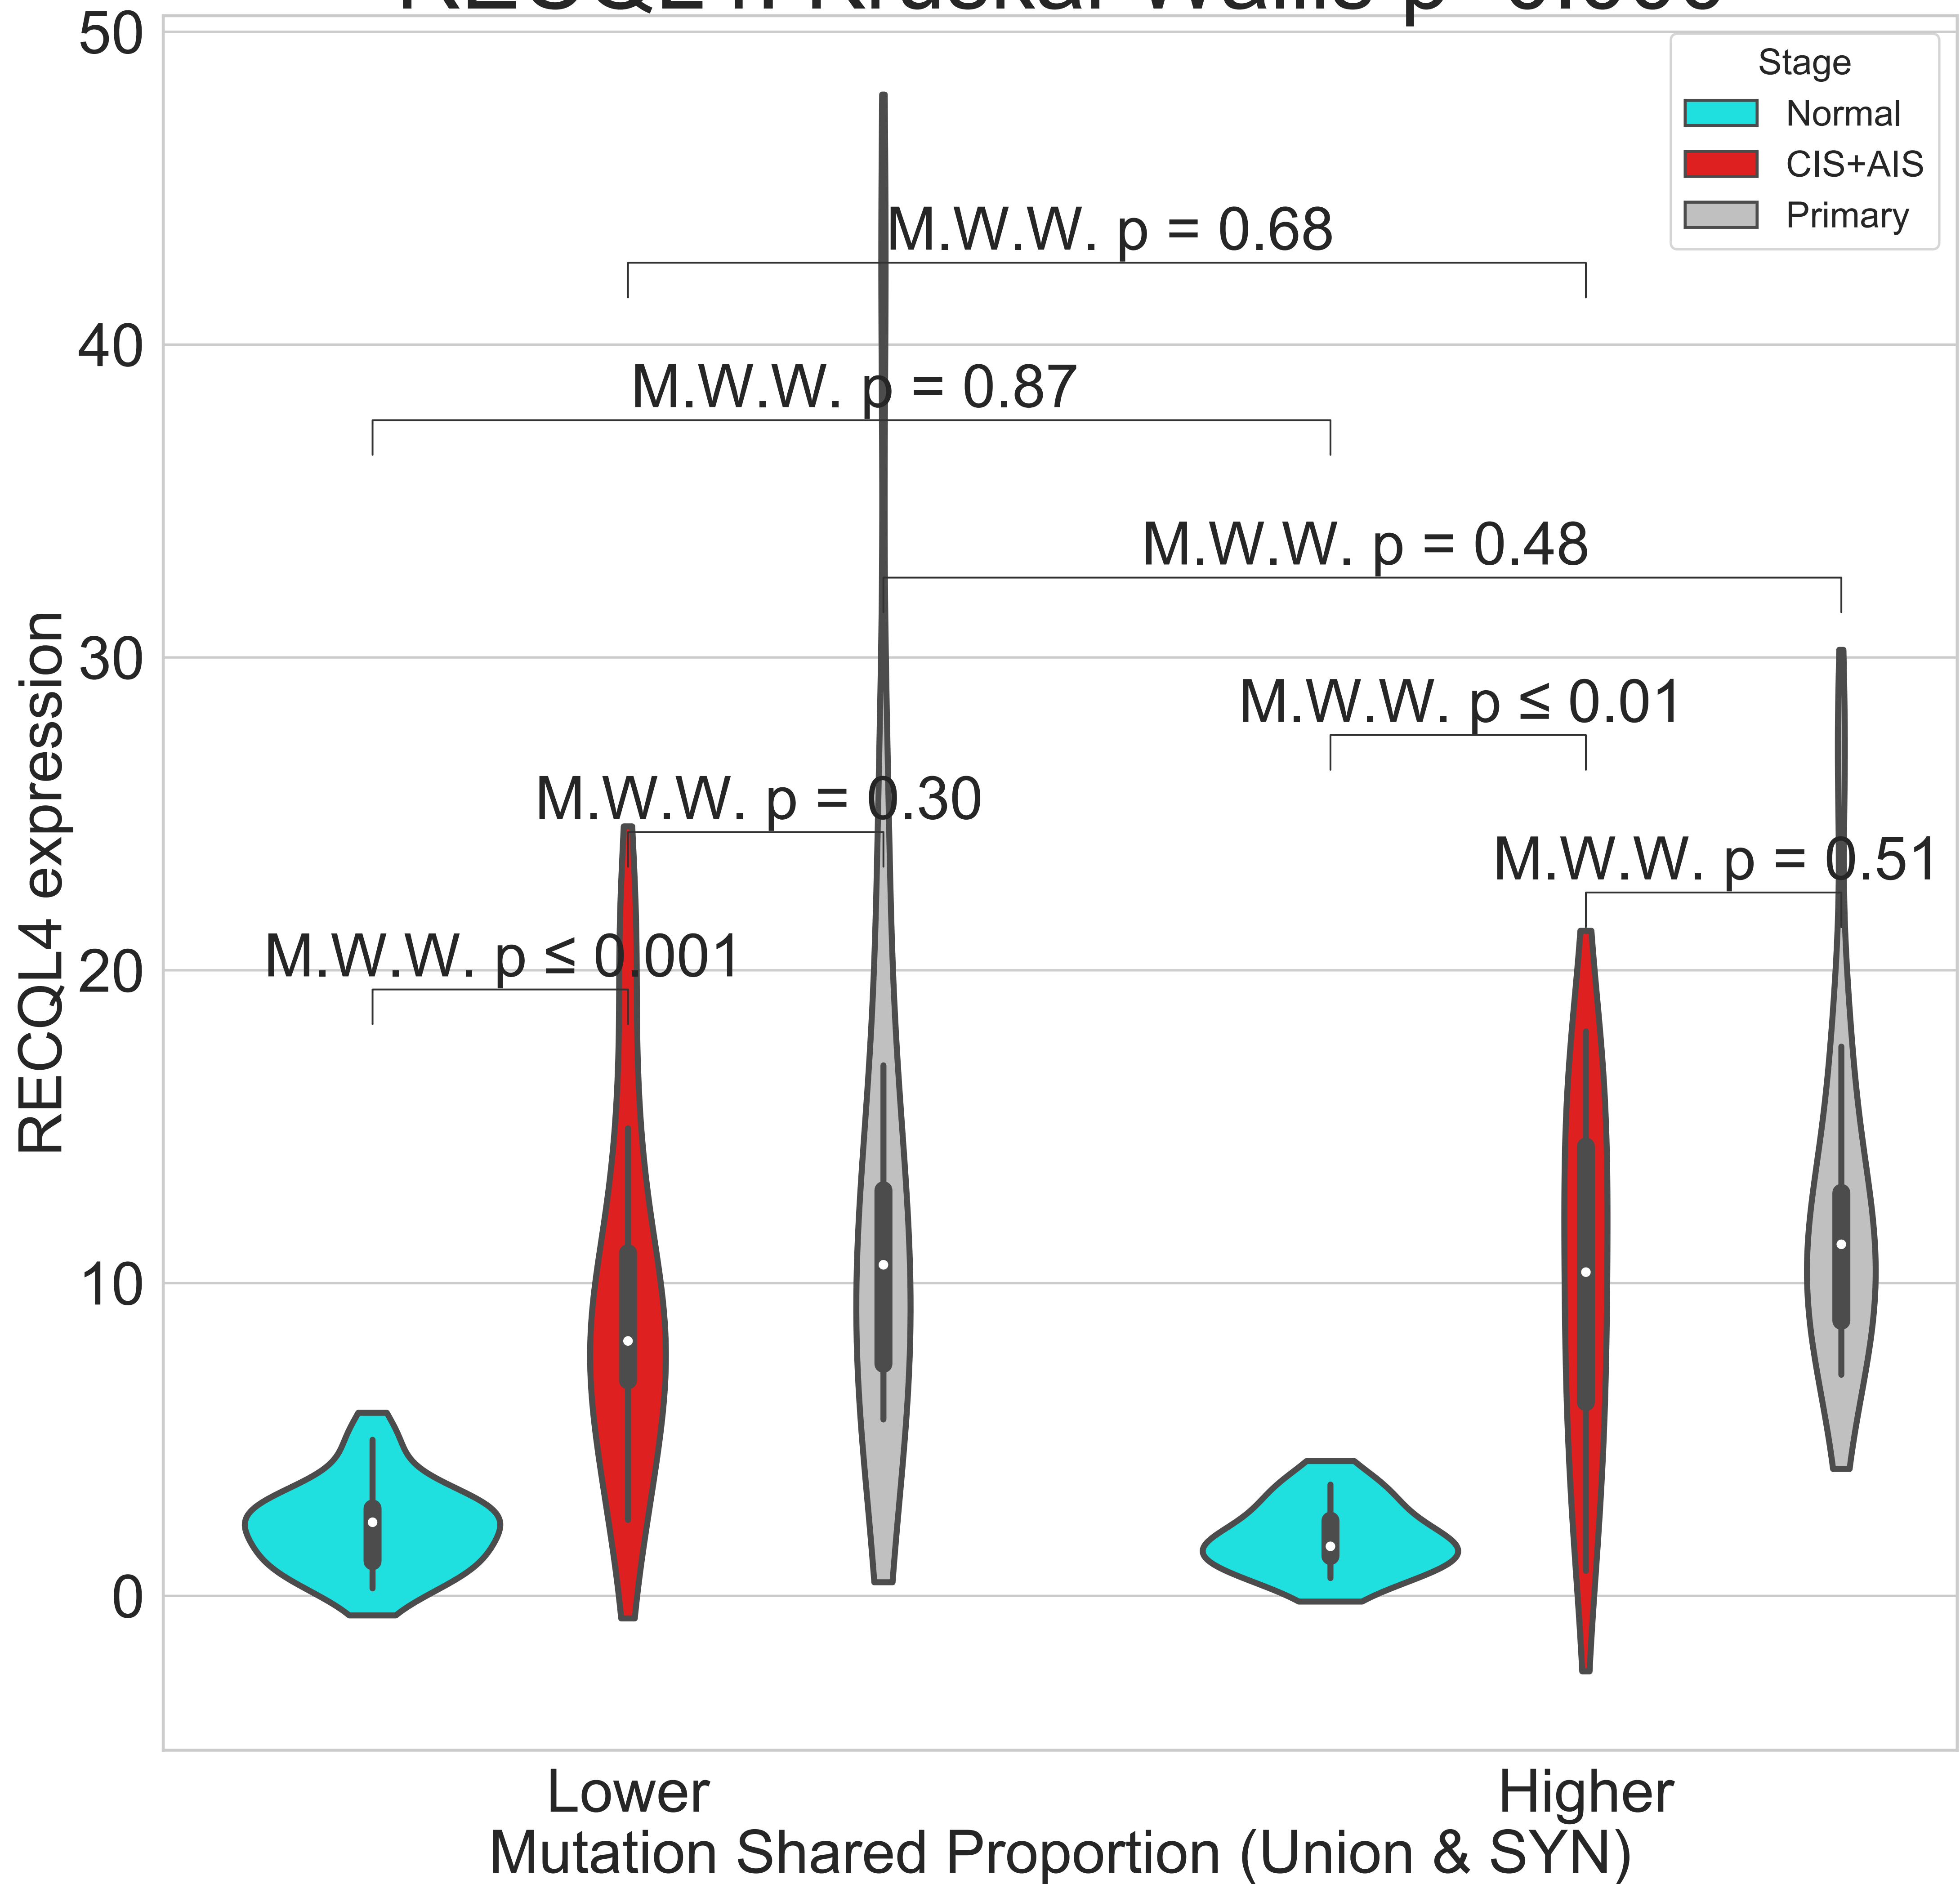 50
Stage
Normal
CIS+AIS
Primary
M.W.W. p = 0.68
40
M.W.W. p = 0.87
M.W.W. p = 0.48
30
M.W.W. p ≤ 0.01
M.W.W. p = 0.30
M.W.W. p = 0.51
M.W.W. p ≤ 0.001
20
RECQL4 expression
10
0
Lower
Higher
Mutation Shared Proportion (Union & SYN)